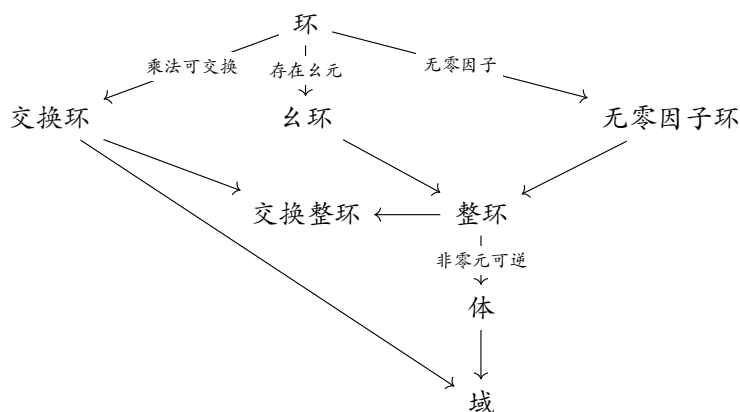 环
乘法可交换 存在幺元 无零因子
交换环 幺环 无零因子环
交换整环 整环
非零元可逆
体
域